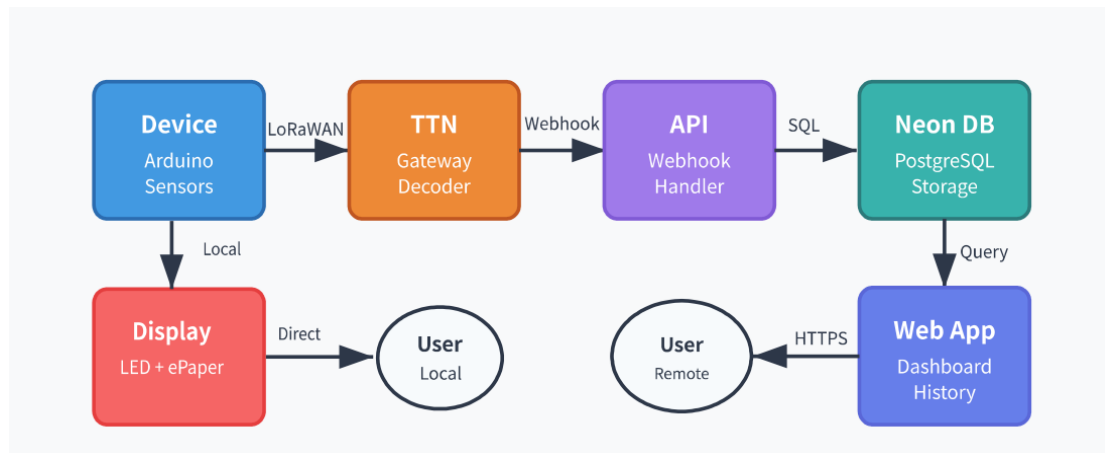 Device
Arduino
Sensors
LoRaWAN
TTN
Gateway
Decoder
Webhook
API
Webhook
Handler
SQL
Neon DB
PostgreSQL
Storage
Local
Query
Display
LED + ePaper
Direct
User
Local
User
Remote
HTTPS
Web App
Dashboard
History